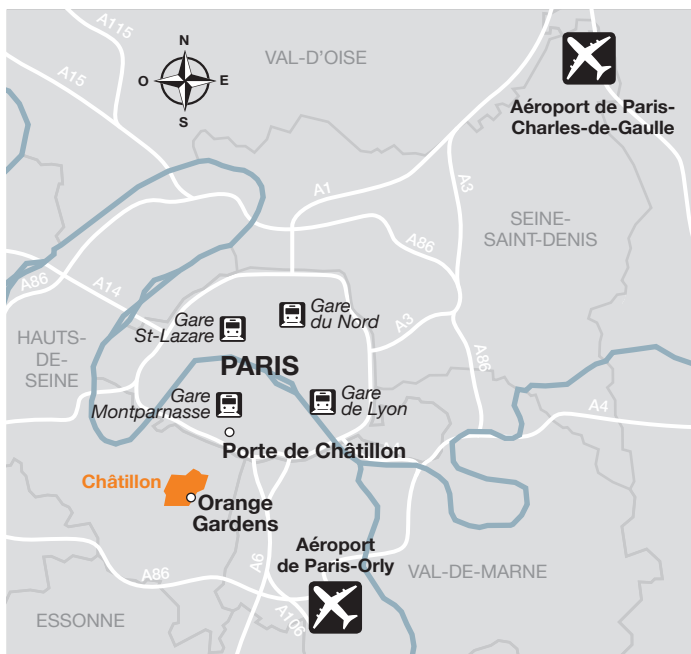 A115
N
VAL-D'OISE
A15
A15
O
E
S
Aéroport de Paris-
Charles-de-Gaulle
A1
A3
SEINE-
SAINT-DENIS
A86
A86
A14
Gare
du Nord
Gare
St-Lazare
A3
HAUTS-
DE-
SEINE
PARIS
A86
Gare
Montparnasse
Gare
de Lyon
A4
A4
Porte de Châtillon
Châtillon
Orange
Gardens
Aéroport
de Paris-Orly
A6
A86
VAL-DE-MARNE
A106
ESSONNE